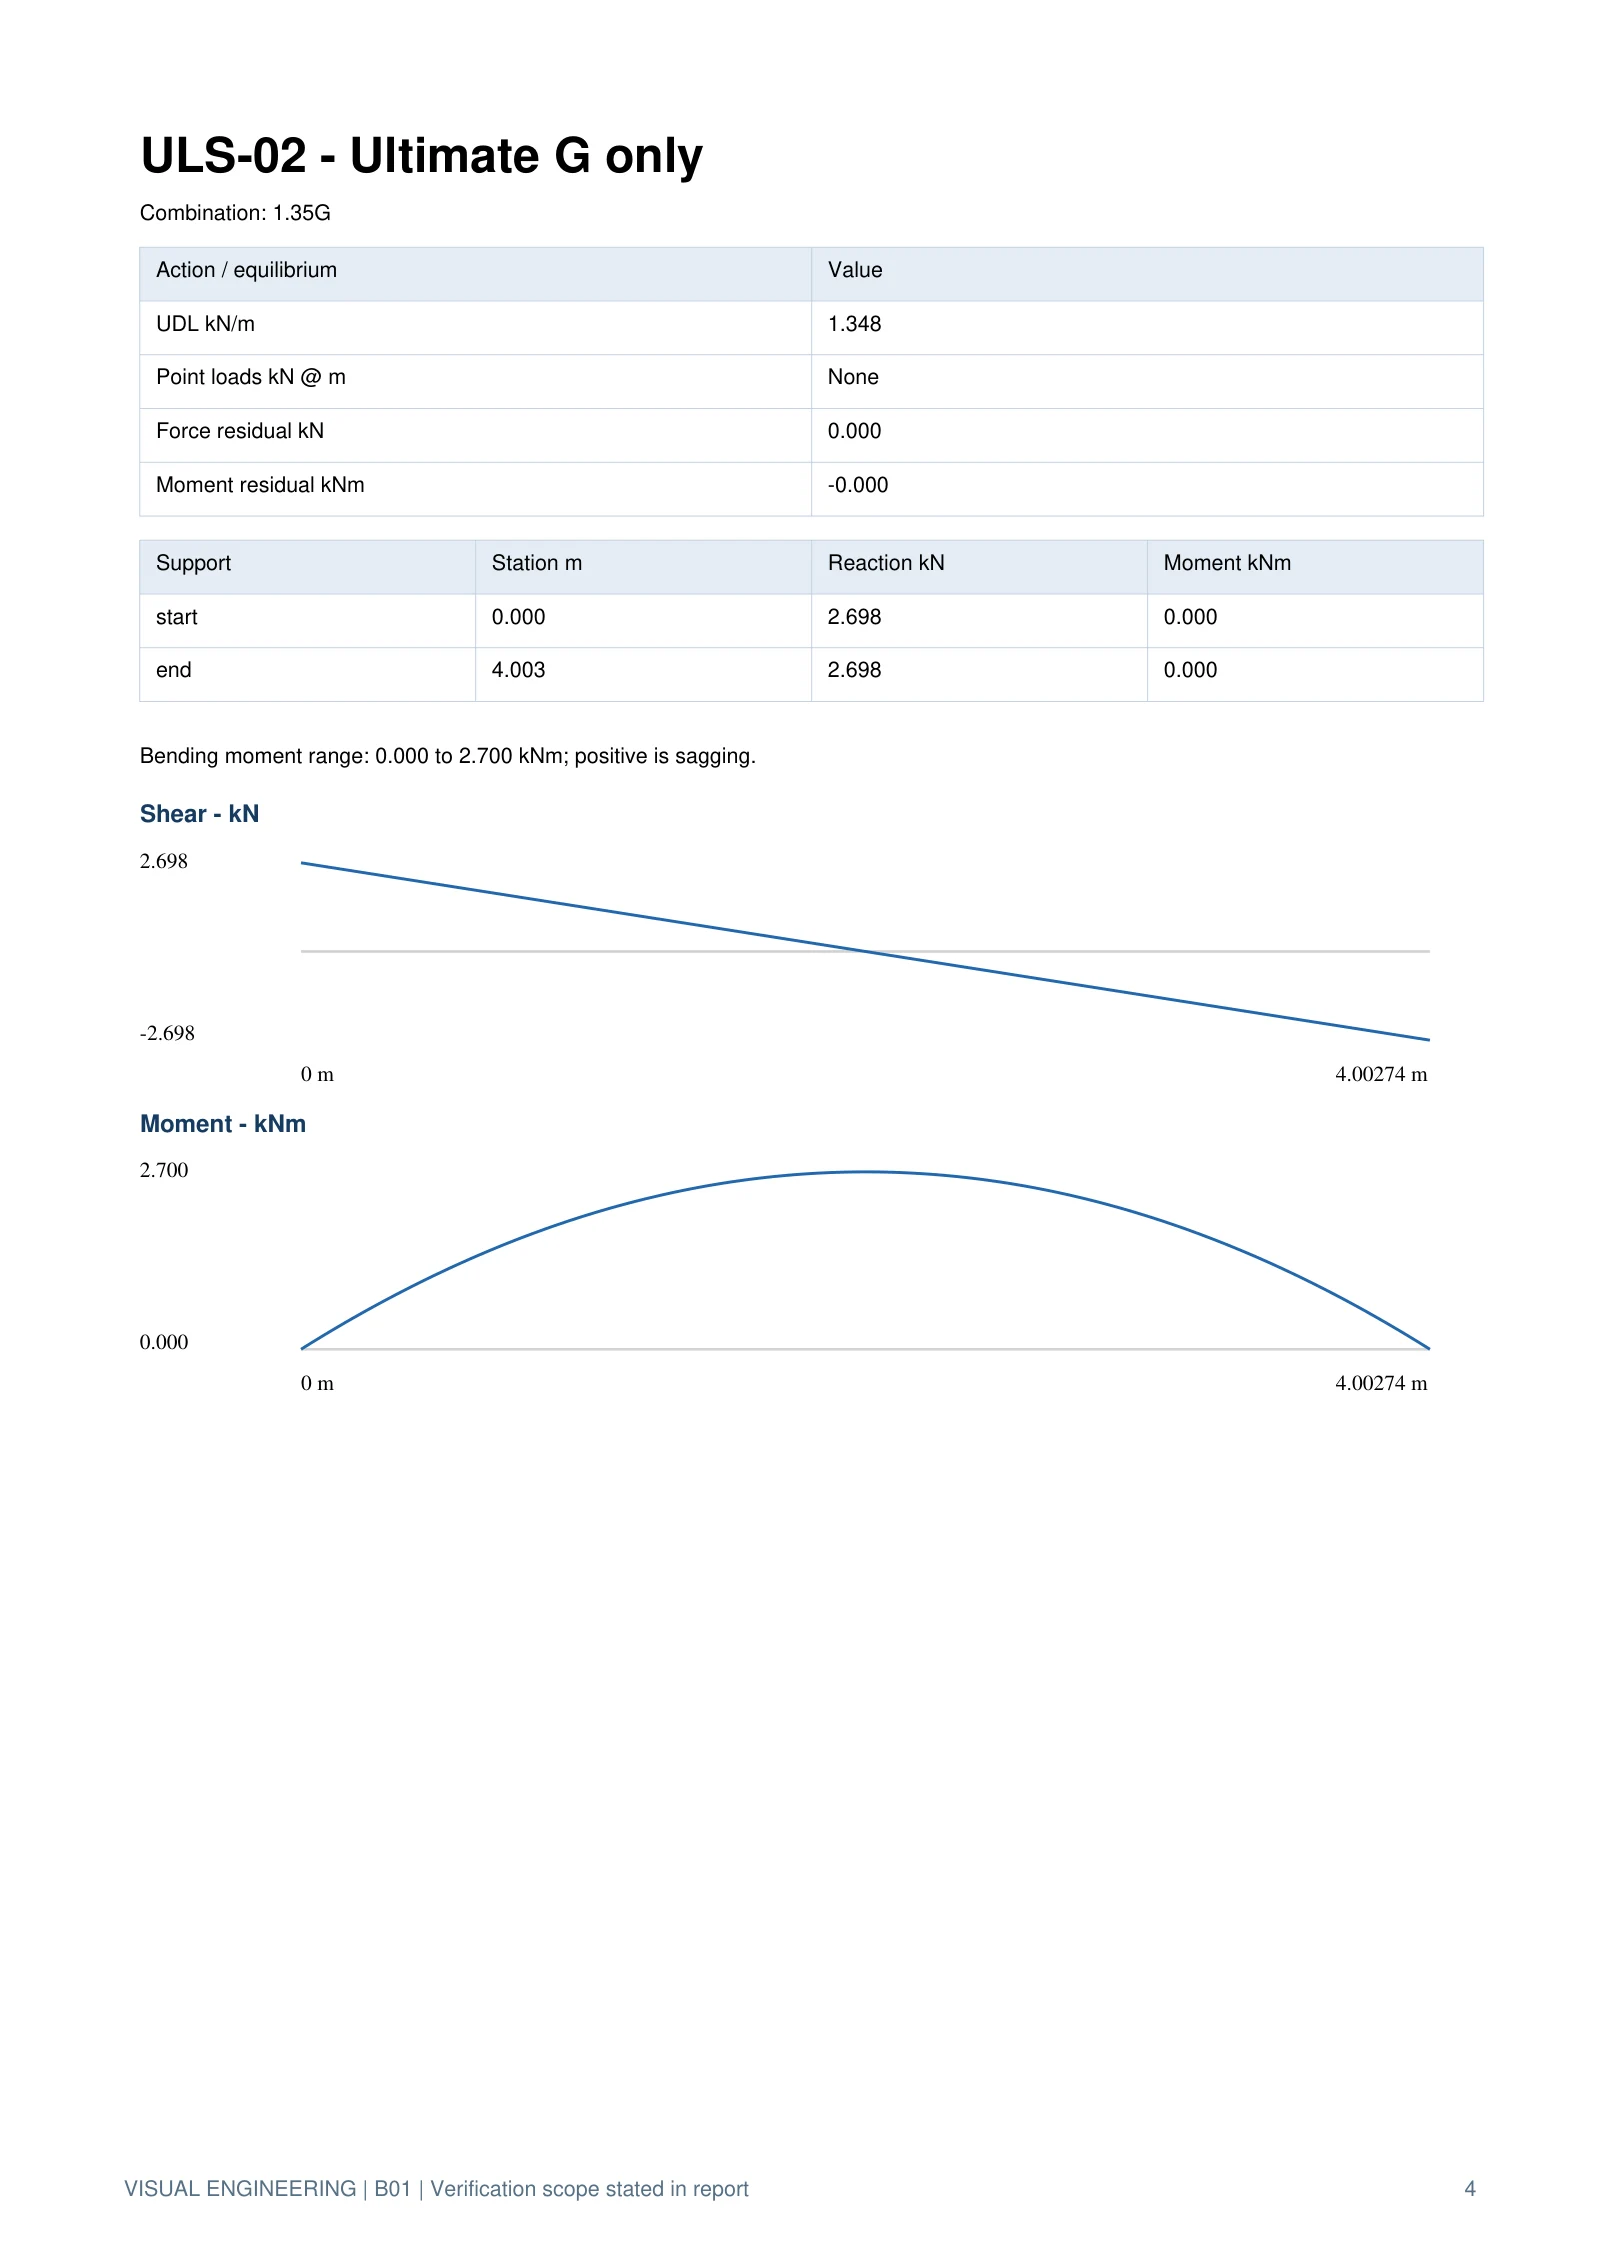 ULS-02 - Ultimate G only
Combination: 1.35G
Action / equilibrium Value
UDL kN/m 1.348
Point loads kN @ m None
Force residual kN 0.000
Moment residual kNm -0.000
Support Station m Reaction kN Moment kNm
start 0.000 2.698 0.000
end 4.003 2.698 0.000
Bending moment range: 0.000 to 2.700 kNm; positive is sagging.
Shear - kN
2.698
-2.698
0 m 4.00274 m
Moment - kNm
2.700
0.000
0 m 4.00274 m
VISUAL ENGINEERING | B01 | Verification scope stated in report 4